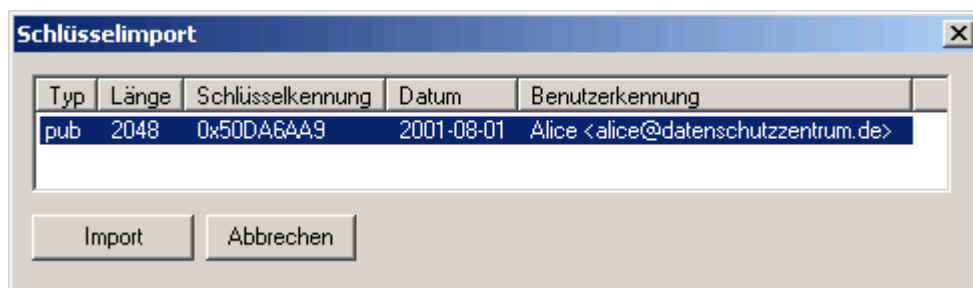 Schlüsselimport
Typ Länge Schlüsselkennung Datum Benutzerkennung
pub 2048 0x50DA6AA9 2001-08-01 Alice <alice@datenschutzzentrum.de>
Import Abbrechen